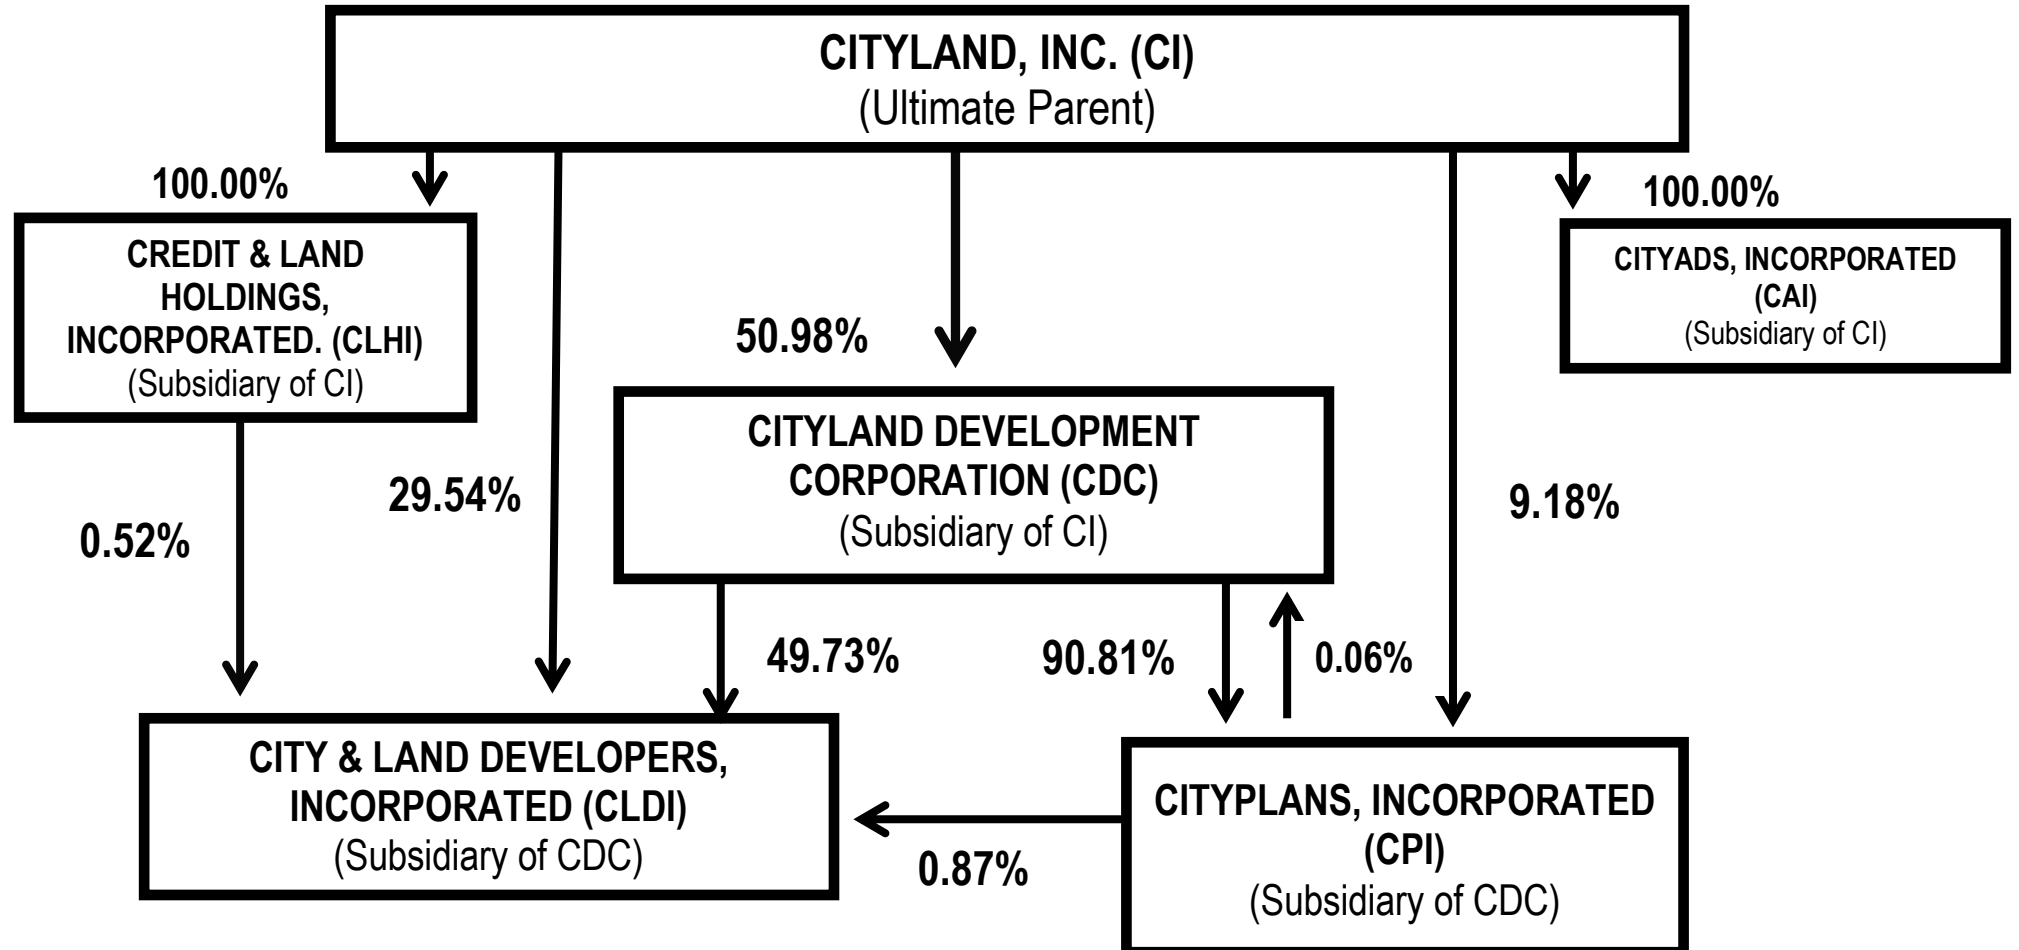 CITYLAND, INC. (CI)
(Ultimate Parent)
100.00%
100.00%
CREDIT & LAND
HOLDINGS,
INCORPORATED. (CLHI)
(Subsidiary of CI)
CITYADS, INCORPORATED
(CAI)
(Subsidiary of CI)
50.98%
CITYLAND DEVELOPMENT
CORPORATION (CDC)
(Subsidiary of CI)
29.54%
9.18%
0.52%
49.73%
90.81%
0.06%
CITY & LAND DEVELOPERS,
INCORPORATED (CLDI)
(Subsidiary of CDC)
0.87%
CITYPLANS, INCORPORATED
(CPI)
(Subsidiary of CDC)